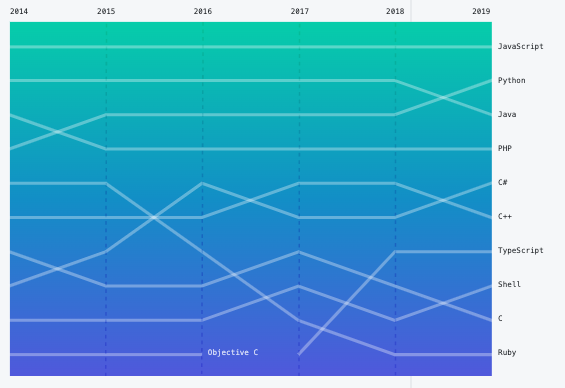 2014 2015 2016 2017 2018 2019
JavaScript
Python
Java
PHP
C#
C++
TypeScript
Shell
C
Objective C
Ruby